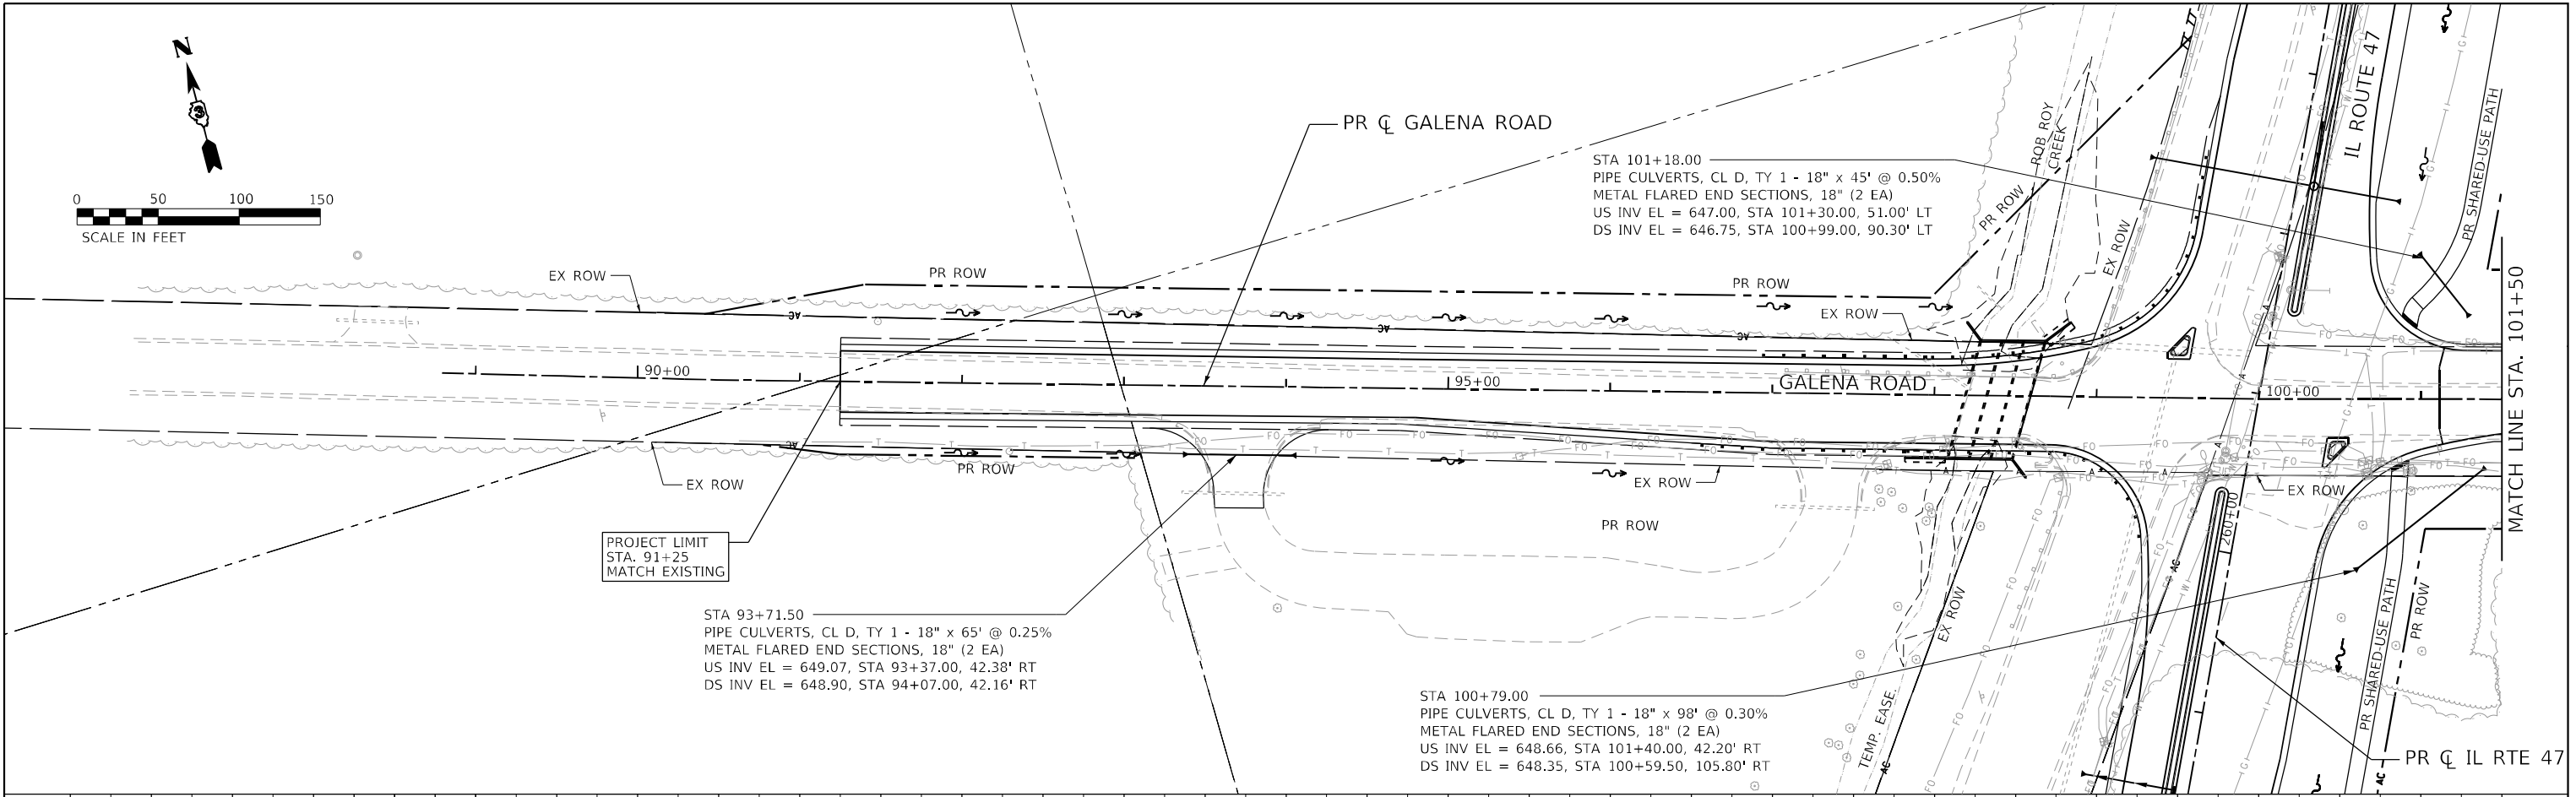 N
3
0 50 100 150
SCALE IN FEET
PR ℄ GALENA ROAD
STA 101+18.00
PIPE CULVERTS, CL D, TY 1 - 18" x 45' @ 0.50%
METAL FLARED END SECTIONS, 18" (2 EA)
US INV EL = 647.00, STA 101+30.00, 51.00' LT
DS INV EL = 646.75, STA 100+99.00, 90.30' LT
ROB ROY
CREEK
IL ROUTE 47
PR SHARED-USE PATH
PR ROW
EX ROW
EX ROW
PR ROW
PR ROW
EX ROW
MATCH LINE STA. 101+50
90+00
95+00
GALENA ROAD
100+00
PR ROW
EX ROW
EX ROW
EX ROW
PR ROW
260+00
PROJECT LIMIT
STA. 91+25
MATCH EXISTING
STA 93+71.50
PIPE CULVERTS, CL D, TY 1 - 18" x 65' @ 0.25%
METAL FLARED END SECTIONS, 18" (2 EA)
US INV EL = 649.07, STA 93+37.00, 42.38' RT
DS INV EL = 648.90, STA 94+07.00, 42.16' RT
EX ROW
TEMP. EASE.
PR SHARED-USE PATH
PR ROW
STA 100+79.00
PIPE CULVERTS, CL D, TY 1 - 18" x 98' @ 0.30%
METAL FLARED END SECTIONS, 18" (2 EA)
US INV EL = 648.66, STA 101+40.00, 42.20' RT
DS INV EL = 648.35, STA 100+59.50, 105.80' RT
PR ℄ IL RTE 47